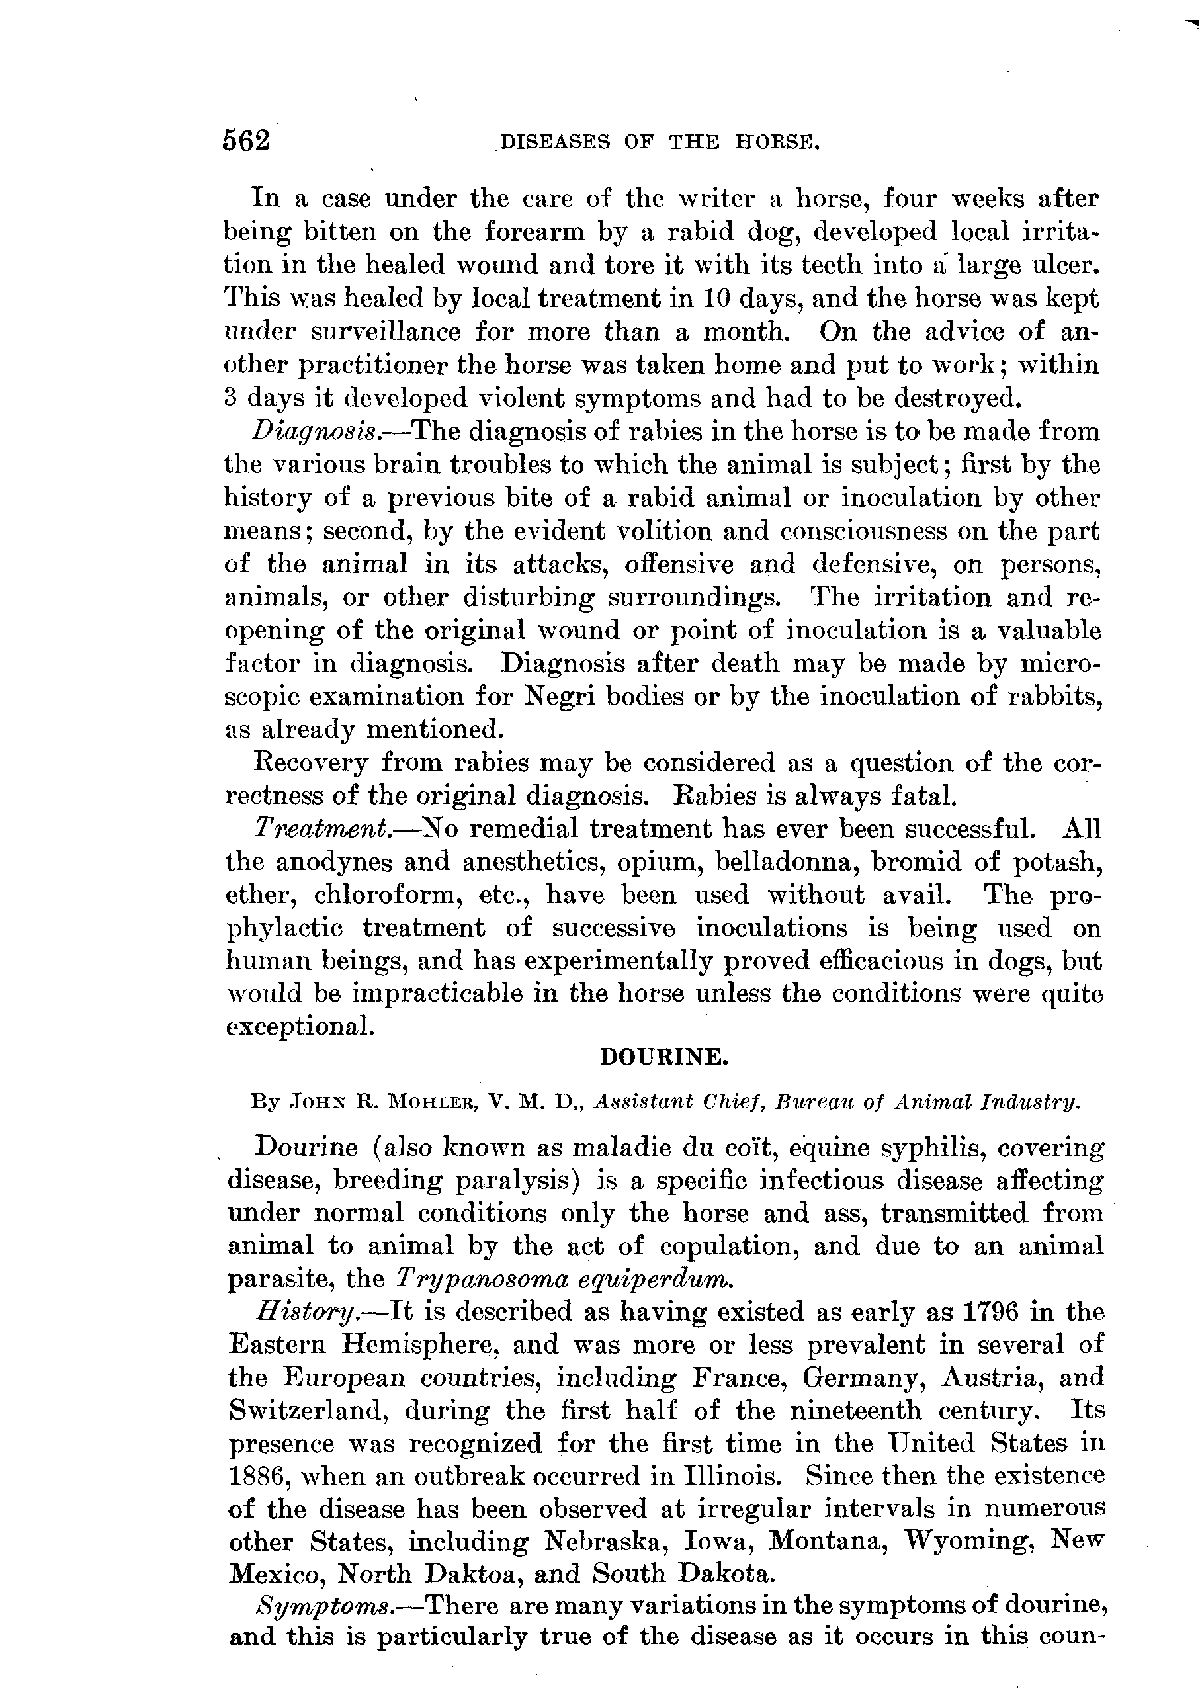 562 DISEASES OF THE HORSE.
In a case under the care of the writer a horse, four weeks after
being bitten on the forearm by a rabid dog, developed local irrita-
tion in the healed wound and tore it with its teeth into a large ulcer.
This was healed by local treatment in 10 days, and the horse was kept
under surveillance for more than a month. On the advice of an-
other practitioner the horse was taken home and put to work; within
3 days it developed violent symptoms and had to be destroyed.
Diagnosis.—The diagnosis of rabies in the horse is to be made from
the various brain troubles to which the animal is subject; first by the
history of a previous bite of a rabid animal or inoculation by other
means; second, by the evident volition and consciousness on the part
of the animal in its attacks, offensive and defensive, on persons,
animals, or other disturbing surroundings. The irritation and re-
opening of the original wound or point of inoculation is a valuable
factor in diagnosis. Diagnosis after death may be made by micro-
scopic examination for Negri bodies or by the inoculation of rabbits,
as already mentioned.
Recovery from rabies may be considered as a question of the cor-
rectness of the original diagnosis. Rabies is always fatal.
Treatment.—No remedial treatment has ever been successful. All
the anodynes and anesthetics, opium, belladonna, bromid of potash,
ether, chloroform, etc., have been used without avail. The pro-
phylactic treatment of successive inoculations is being used on
human beings, and has experimentally proved efficacious in dogs, but
would be impracticable in the horse unless the conditions were quite
exceptional.
DOURINE.
By JOHN R. MOHLER, V. M. D., Assistant Chief, Bureau of Animal Industry.
Dourine (also known as maladie du coït, equine syphilis, covering
disease, breeding paralysis) is a specific infectious disease affecting
under normal conditions only the horse and ass, transmitted from
animal to animal by the act of copulation, and due to an animal
parasite, the Trypanosoma equiperdum.
History.—It is described as having existed as early as 1796 in the
Eastern Hemisphere, and was more or less prevalent in several of
the European countries, including France, Germany, Austria, and
Switzerland, during the first half of the nineteenth century. Its
presence was recognized for the first time in the United States in
1886, when an outbreak occurred in Illinois. Since then the existence
of the disease has been observed at irregular intervals in numerous
other States, including Nebraska, Iowa, Montana, Wyoming, New
Mexico, North Daktoa, and South Dakota.
Symptoms.—There are many variations in the symptoms of dourine,
and this is particularly true of the disease as it occurs in this coun-